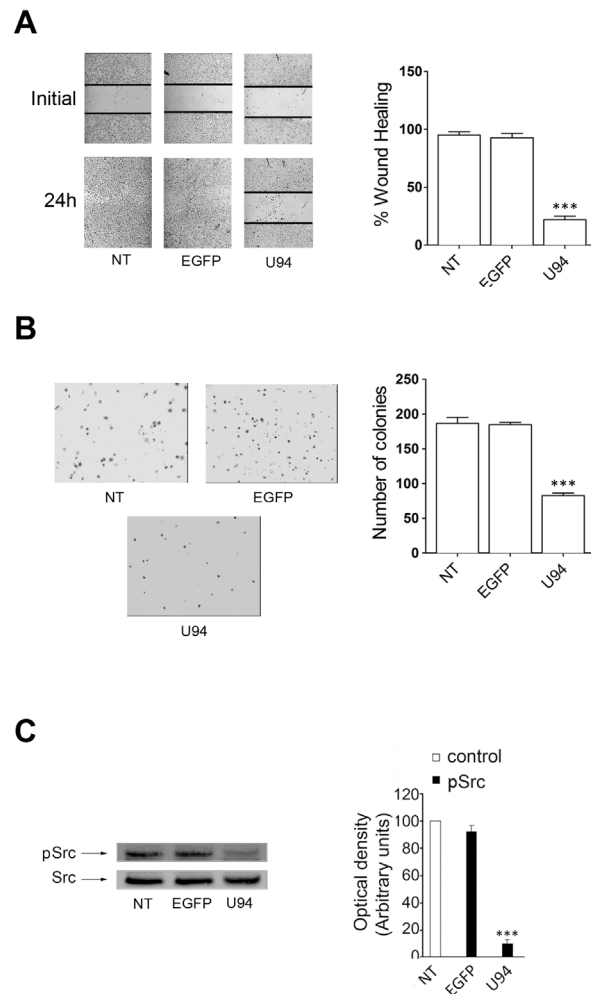 A
Initial
24h
NT EGFP U94
% Wound Healing
150
100
50
0
***
NT EGFP U94
B
NT EGFP
U94
Number of colonies
250
200
150
100
50
0
***
NT EGFP U94
C
pSrc
Src
NT EGFP U94
control
pSrc
Optical density
(Arbitrary units)
120
100
80
60
40
20
0
***
NT EGFP U94